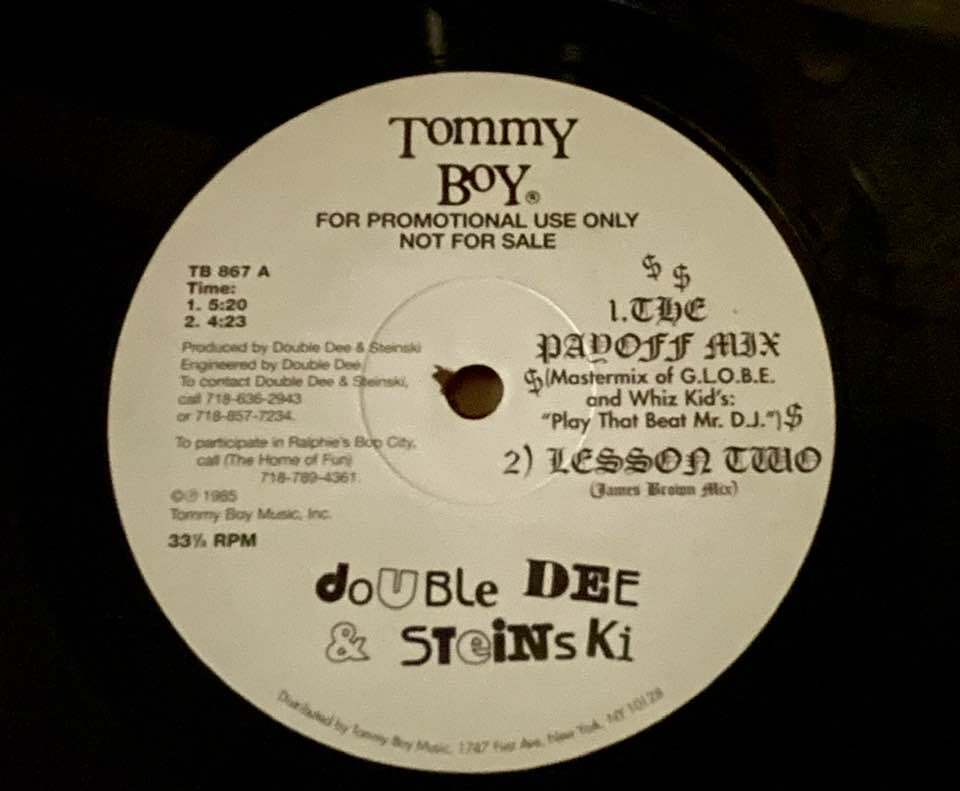 Tommy
Boy®
FOR PROMOTIONAL USE ONLY
NOT FOR SALE
TB 867 A
Time:
1. 5:20
2. 4:23
Produced by Double Dee & Steinski
Engineered by Double Dee
To contact Double Dee & Steinski,
call 718-636-2943
or 718-857-7234.
To participate in Ralphie's Bop City,
call (The Home of Fun)
718-789-4361.
©℗ 1985
Tommy Boy Music, Inc.
33⅓ RPM
$ $
1. THE
PAYOFF MIX
$(Mastermix of G.L.O.B.E.
and Whiz Kid's:
"Play That Beat Mr. D.J.")$
2) LESSON TWO
(James Brown Mix)
doUBLe DEE
& STeiNsKi
Distributed by Tommy Boy Music, 1747 First Ave, New York, NY 10128